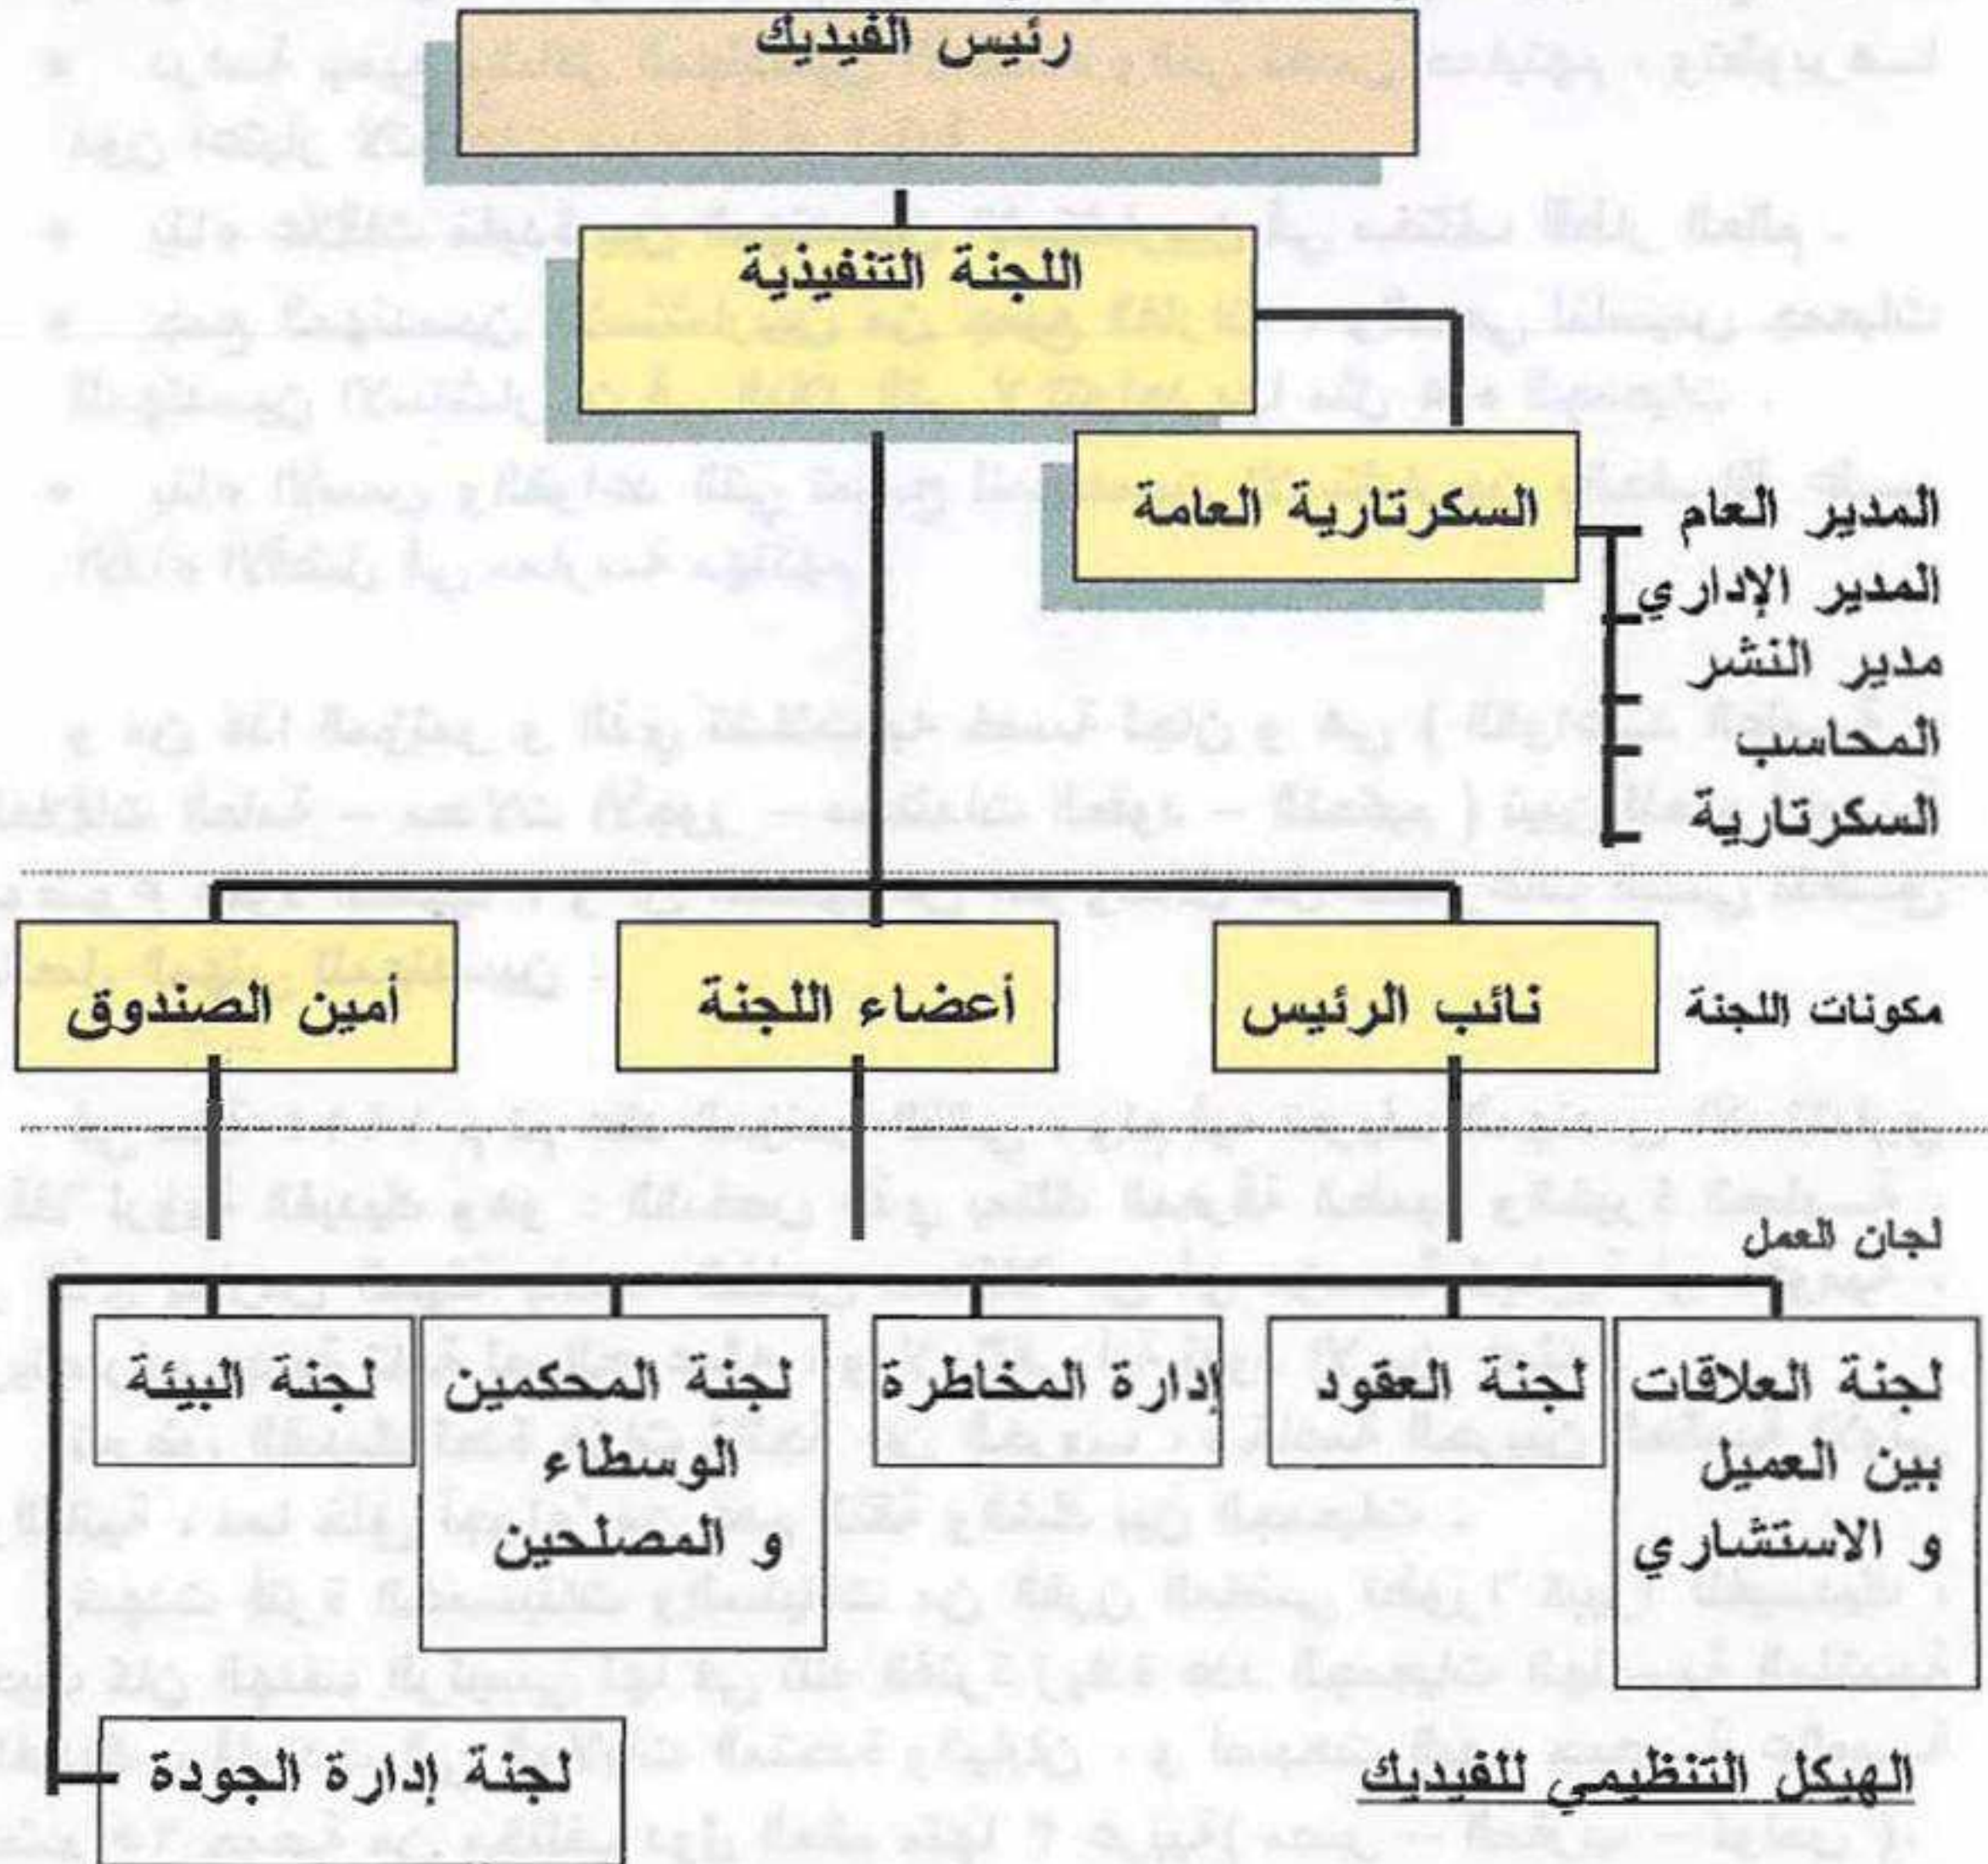 رئيس الفيديك
اللجنة التنفيذية
السكرتارية العامة
المدير العام
المدير الإداري
مدير النشر
المحاسب
السكرتارية
مكونات اللجنة
نائب الرئيس
أعضاء اللجنة
أمين الصندوق
لجان العمل
لجنة العلاقات
بين العميل
و الاستشاري
لجنة العقود
إدارة المخاطرة
لجنة المحكمين
الوسطاء
و المصلحين
لجنة البيئة
لجنة إدارة الجودة
الهيكل التنظيمي للفيديك